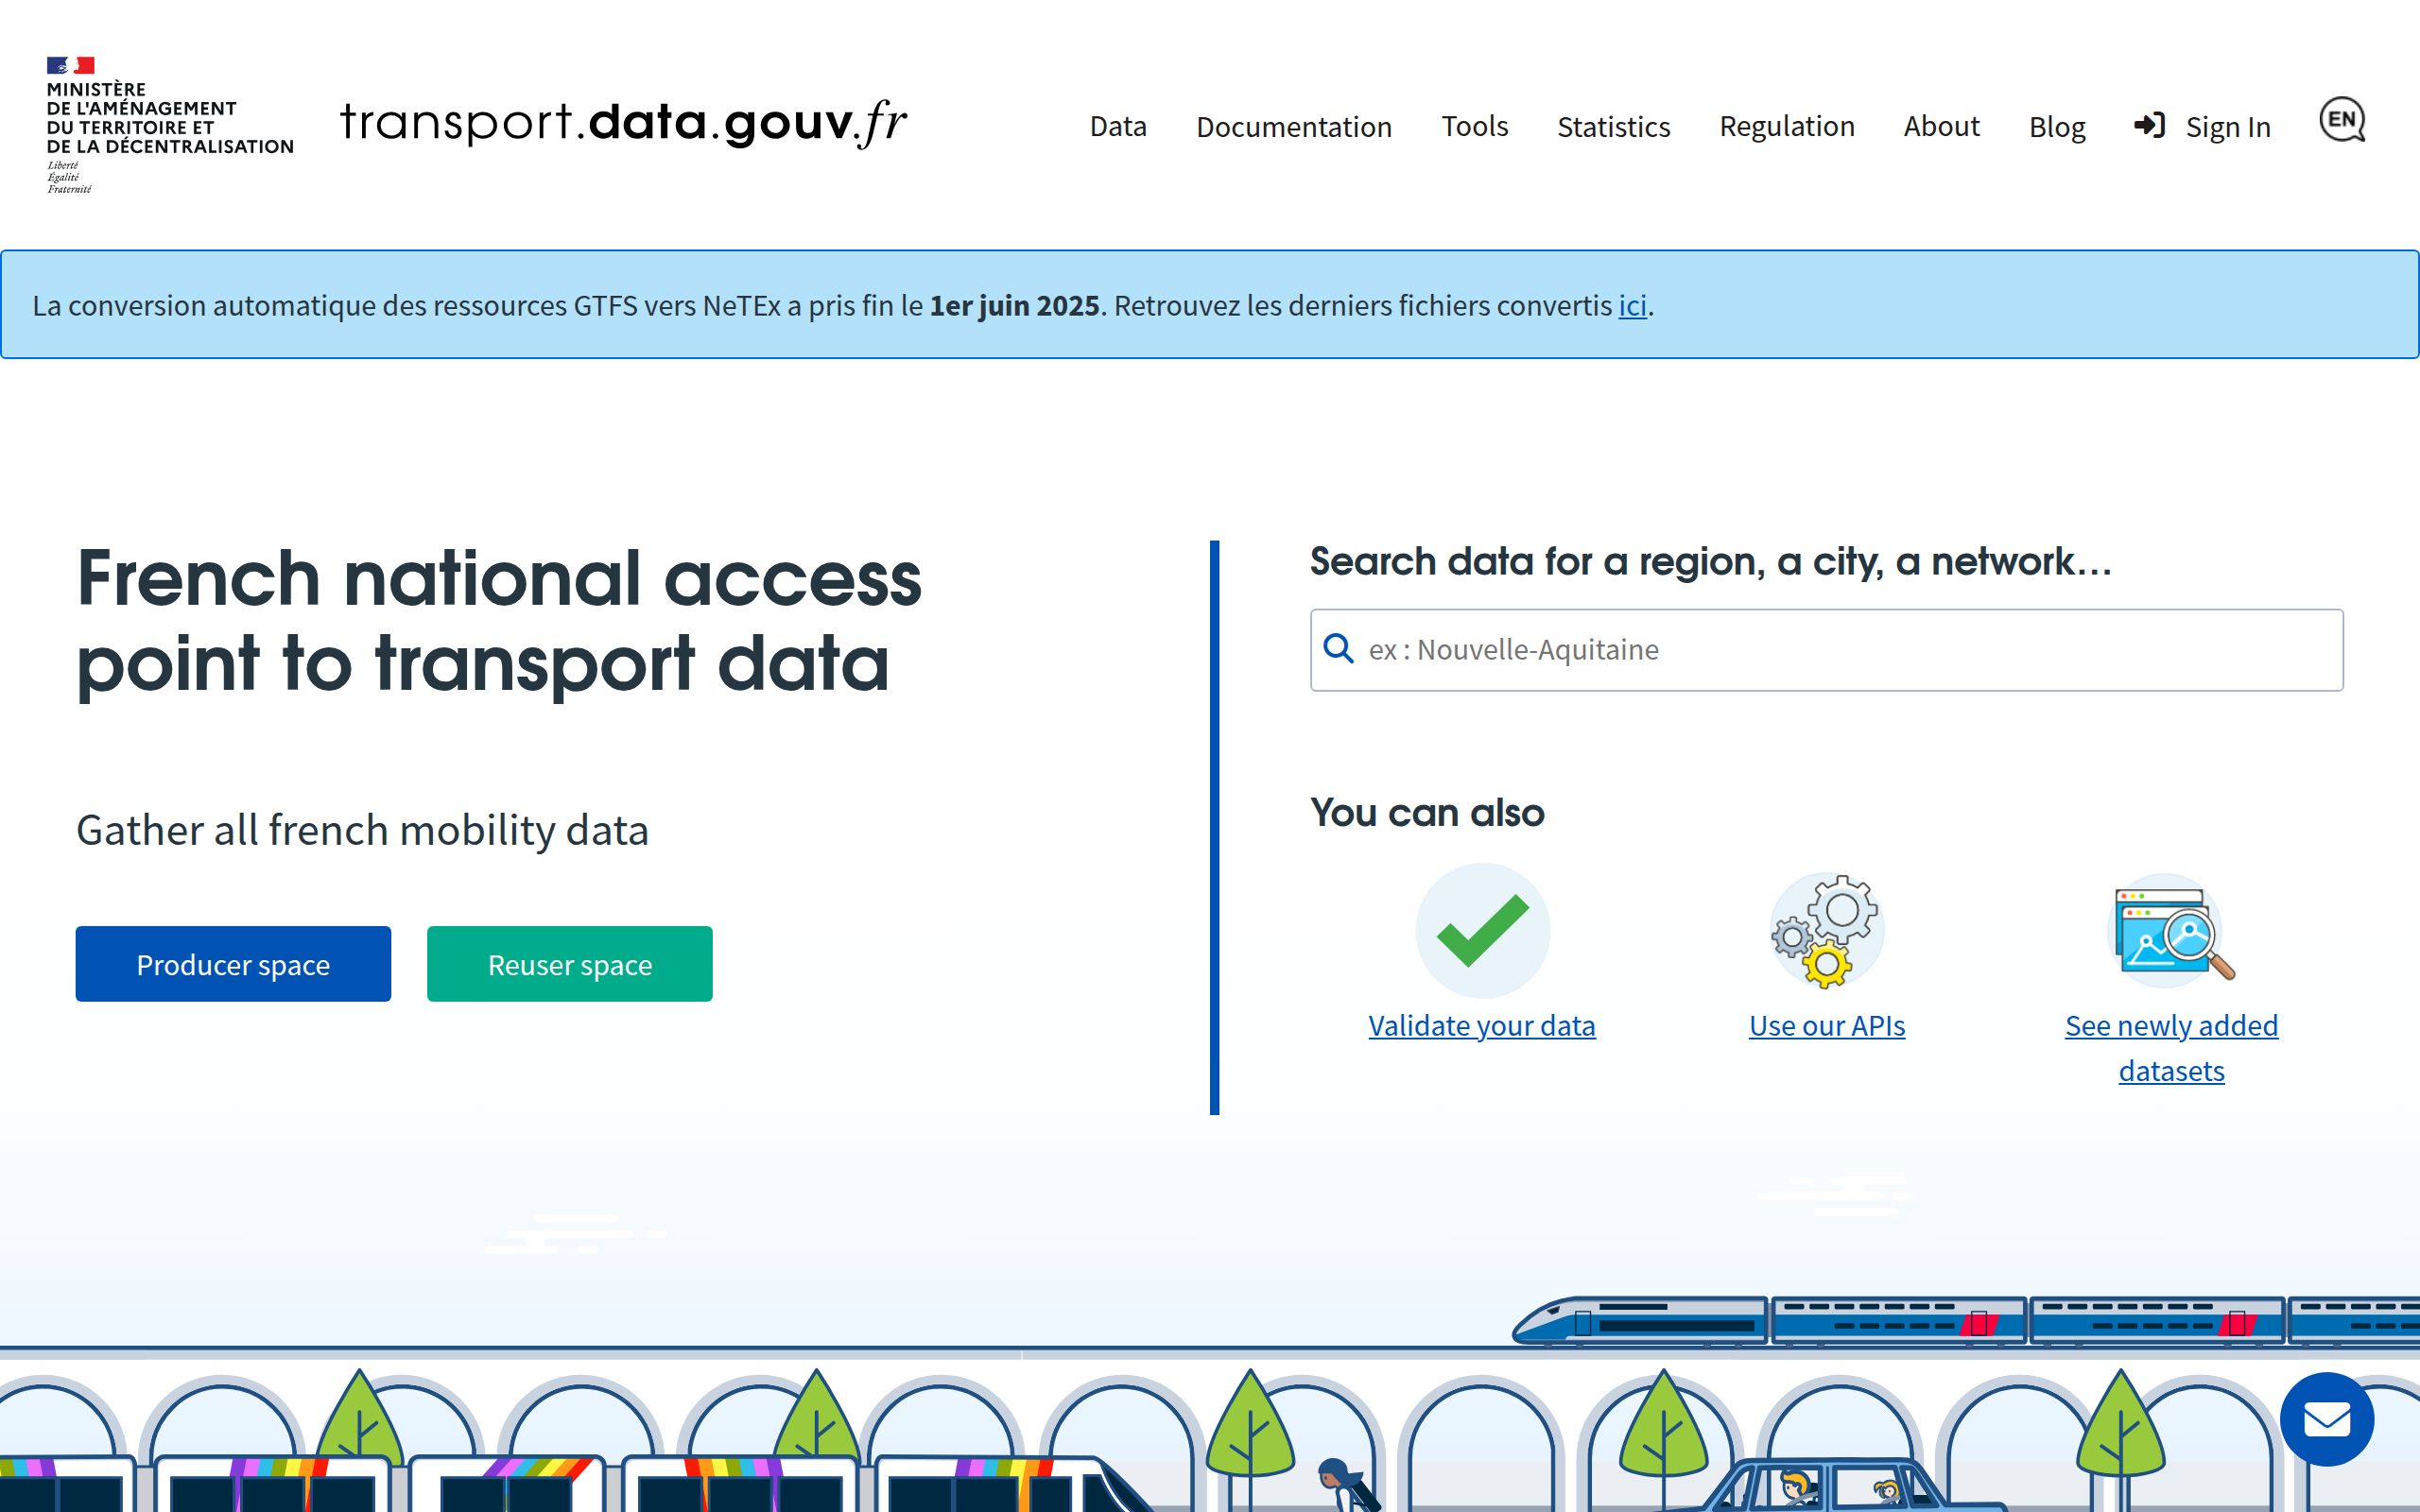 MINISTÈRE
DE L'AMÉNAGEMENT
DU TERRITOIRE ET
DE LA DÉCENTRALISATION
Liberté
Égalité
Fraternité
transport.data.gouv.fr
Data Documentation Tools Statistics Regulation About Blog Sign In EN
La conversion automatique des ressources GTFS vers NeTEx a pris fin le 1er juin 2025. Retrouvez les derniers fichiers convertis ici.
French national access
point to transport data
Gather all french mobility data
Producer space Reuser space
Search data for a region, a city, a network…
ex : Nouvelle-Aquitaine
You can also
Validate your data
Use our APIs
See newly added
datasets